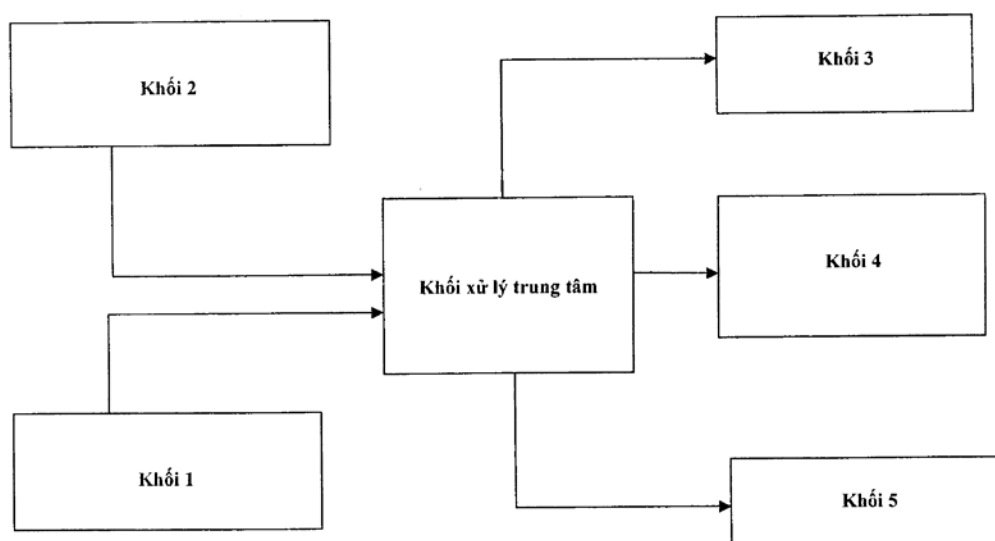 Khối 2
Khối 3
Khối xử lý trung tâm
Khối 4
Khối 1
Khối 5